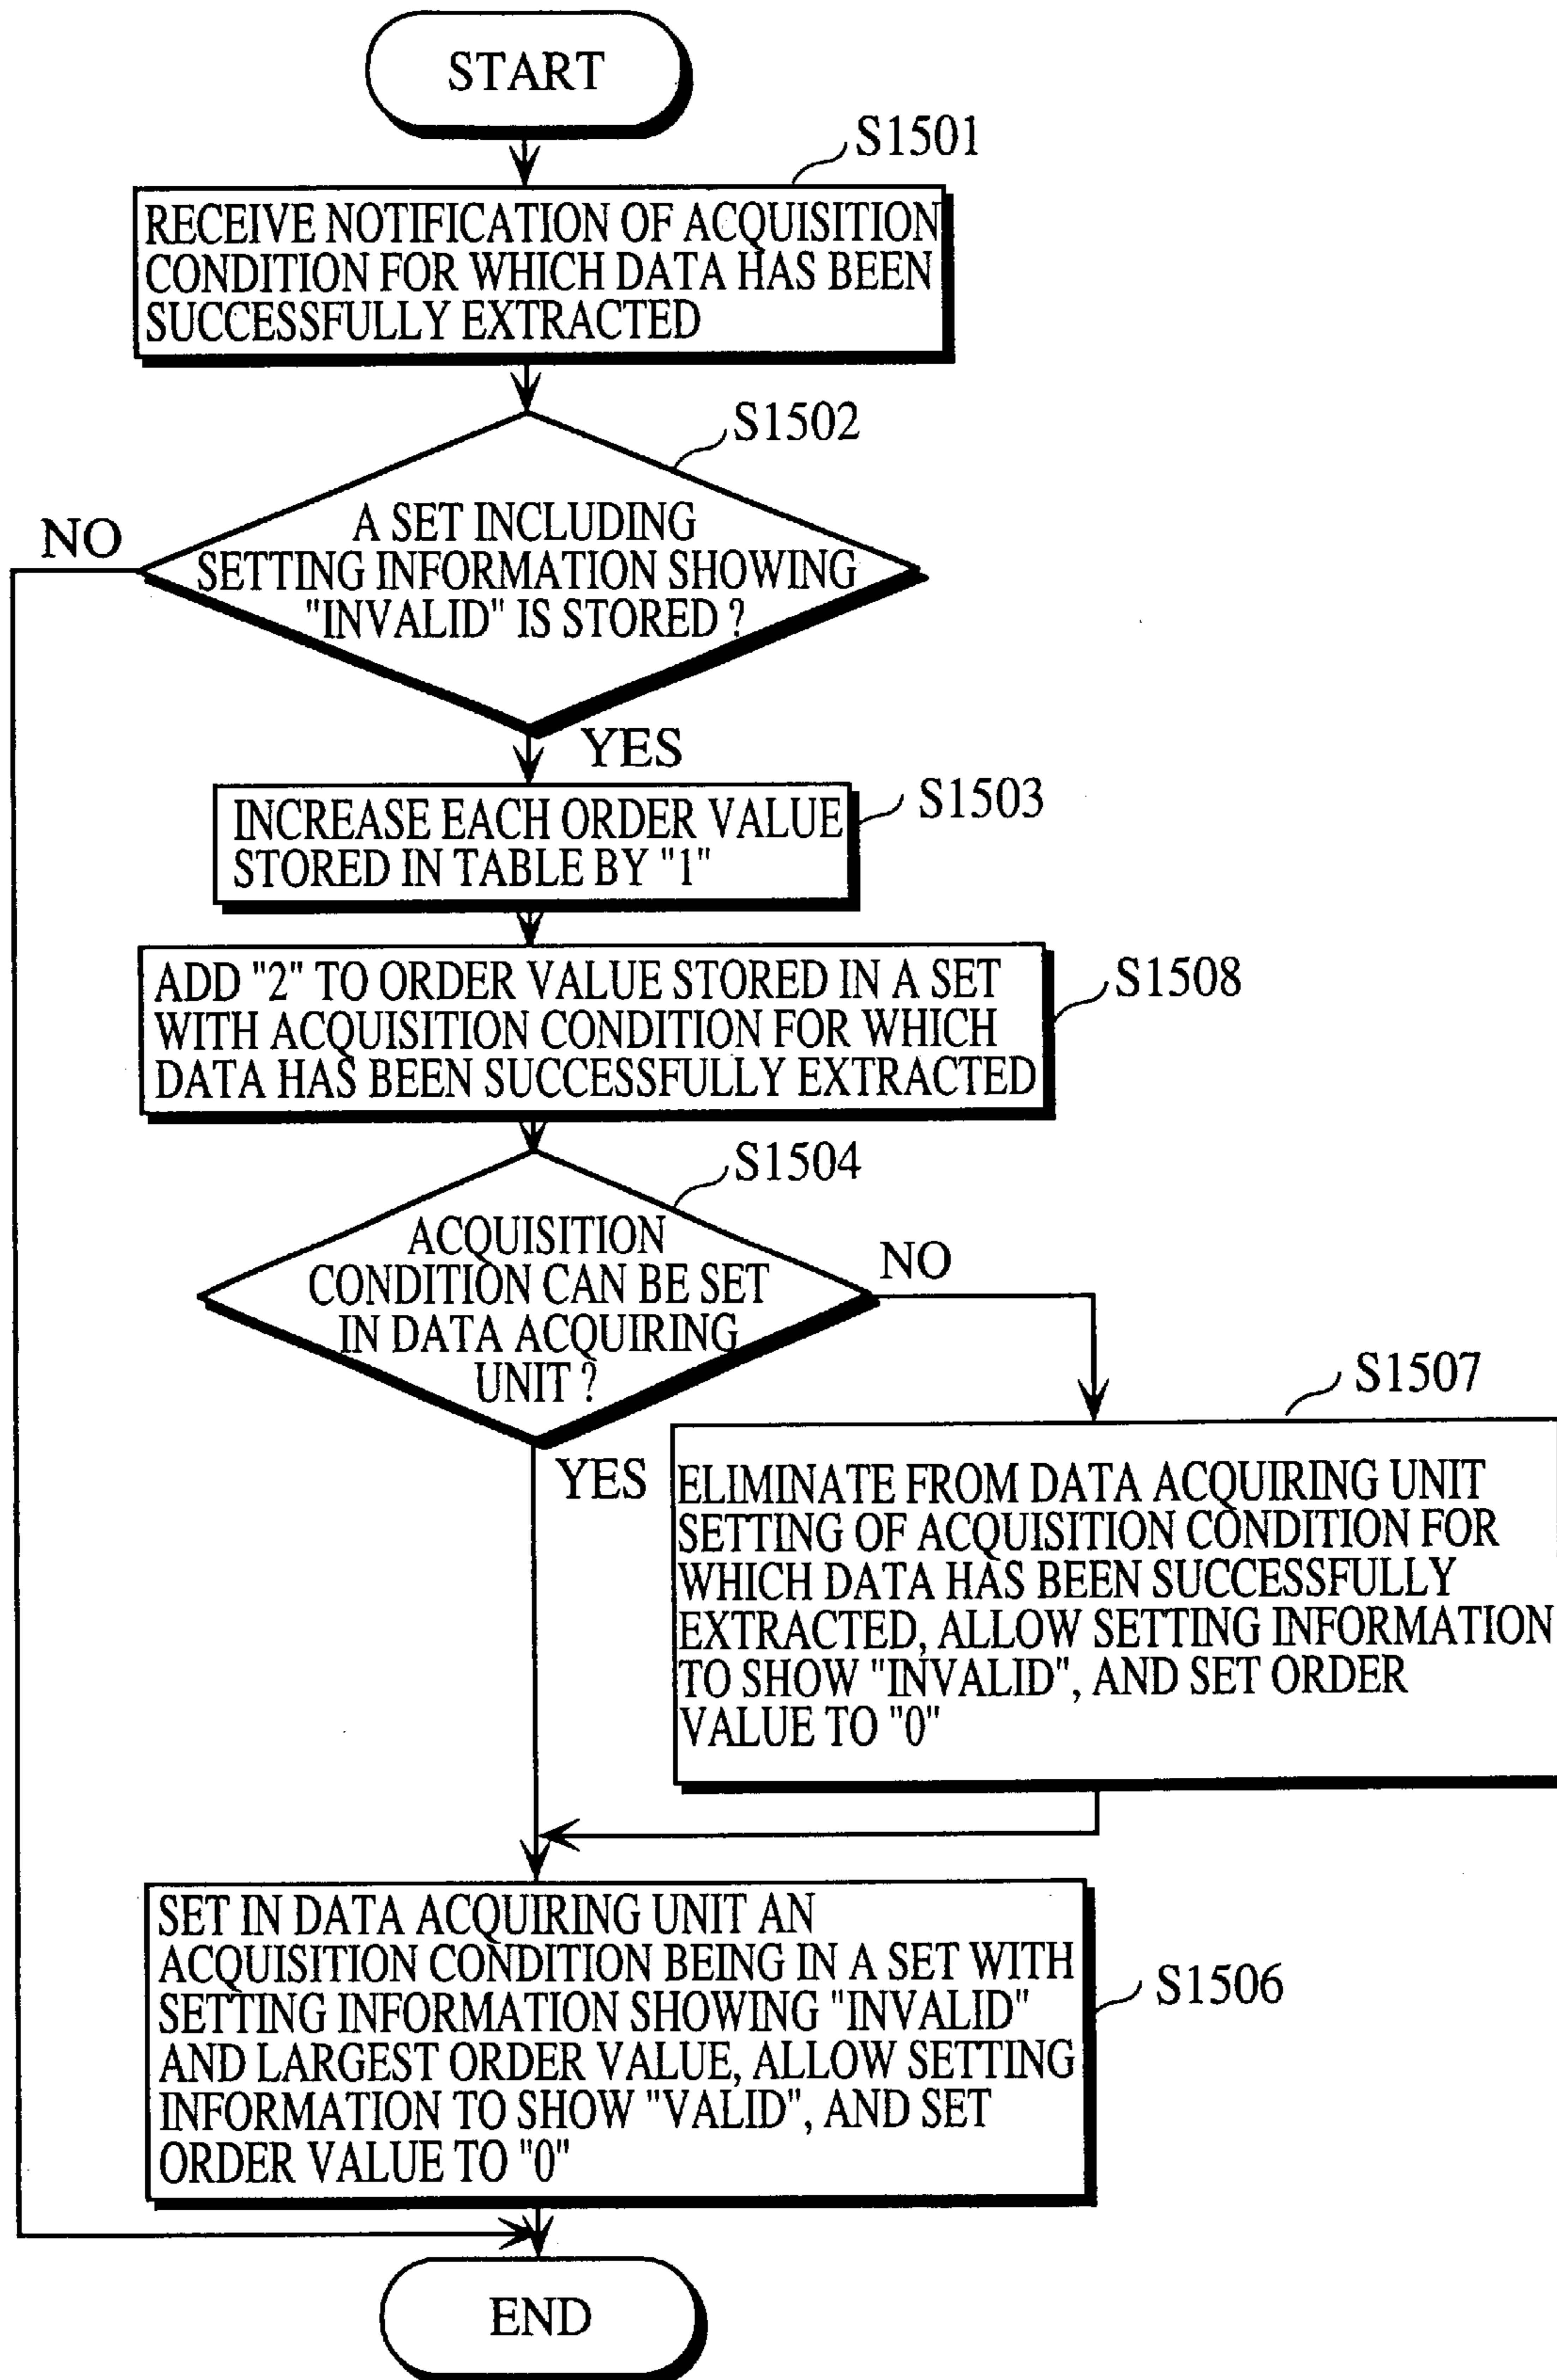 START
S1501
RECEIVE NOTIFICATION OF ACQUISITION
CONDITION FOR WHICH DATA HAS BEEN
SUCCESSFULLY EXTRACTED
S1502
A SET INCLUDING
SETTING INFORMATION SHOWING
"INVALID" IS STORED ?
NO
YES
S1503
INCREASE EACH ORDER VALUE
STORED IN TABLE BY "1"
S1508
ADD "2" TO ORDER VALUE STORED IN A SET
WITH ACQUISITION CONDITION FOR WHICH
DATA HAS BEEN SUCCESSFULLY EXTRACTED
S1504
ACQUISITION
CONDITION CAN BE SET
IN DATA ACQUIRING
UNIT ?
NO
YES
S1507
ELIMINATE FROM DATA ACQUIRING UNIT
SETTING OF ACQUISITION CONDITION FOR
WHICH DATA HAS BEEN SUCCESSFULLY
EXTRACTED, ALLOW SETTING INFORMATION
TO SHOW "INVALID", AND SET ORDER
VALUE TO "0"
SET IN DATA ACQUIRING UNIT AN
ACQUISITION CONDITION BEING IN A SET WITH
SETTING INFORMATION SHOWING "INVALID"
AND LARGEST ORDER VALUE, ALLOW SETTING
INFORMATION TO SHOW "VALID", AND SET
ORDER VALUE TO "0"
S1506
END